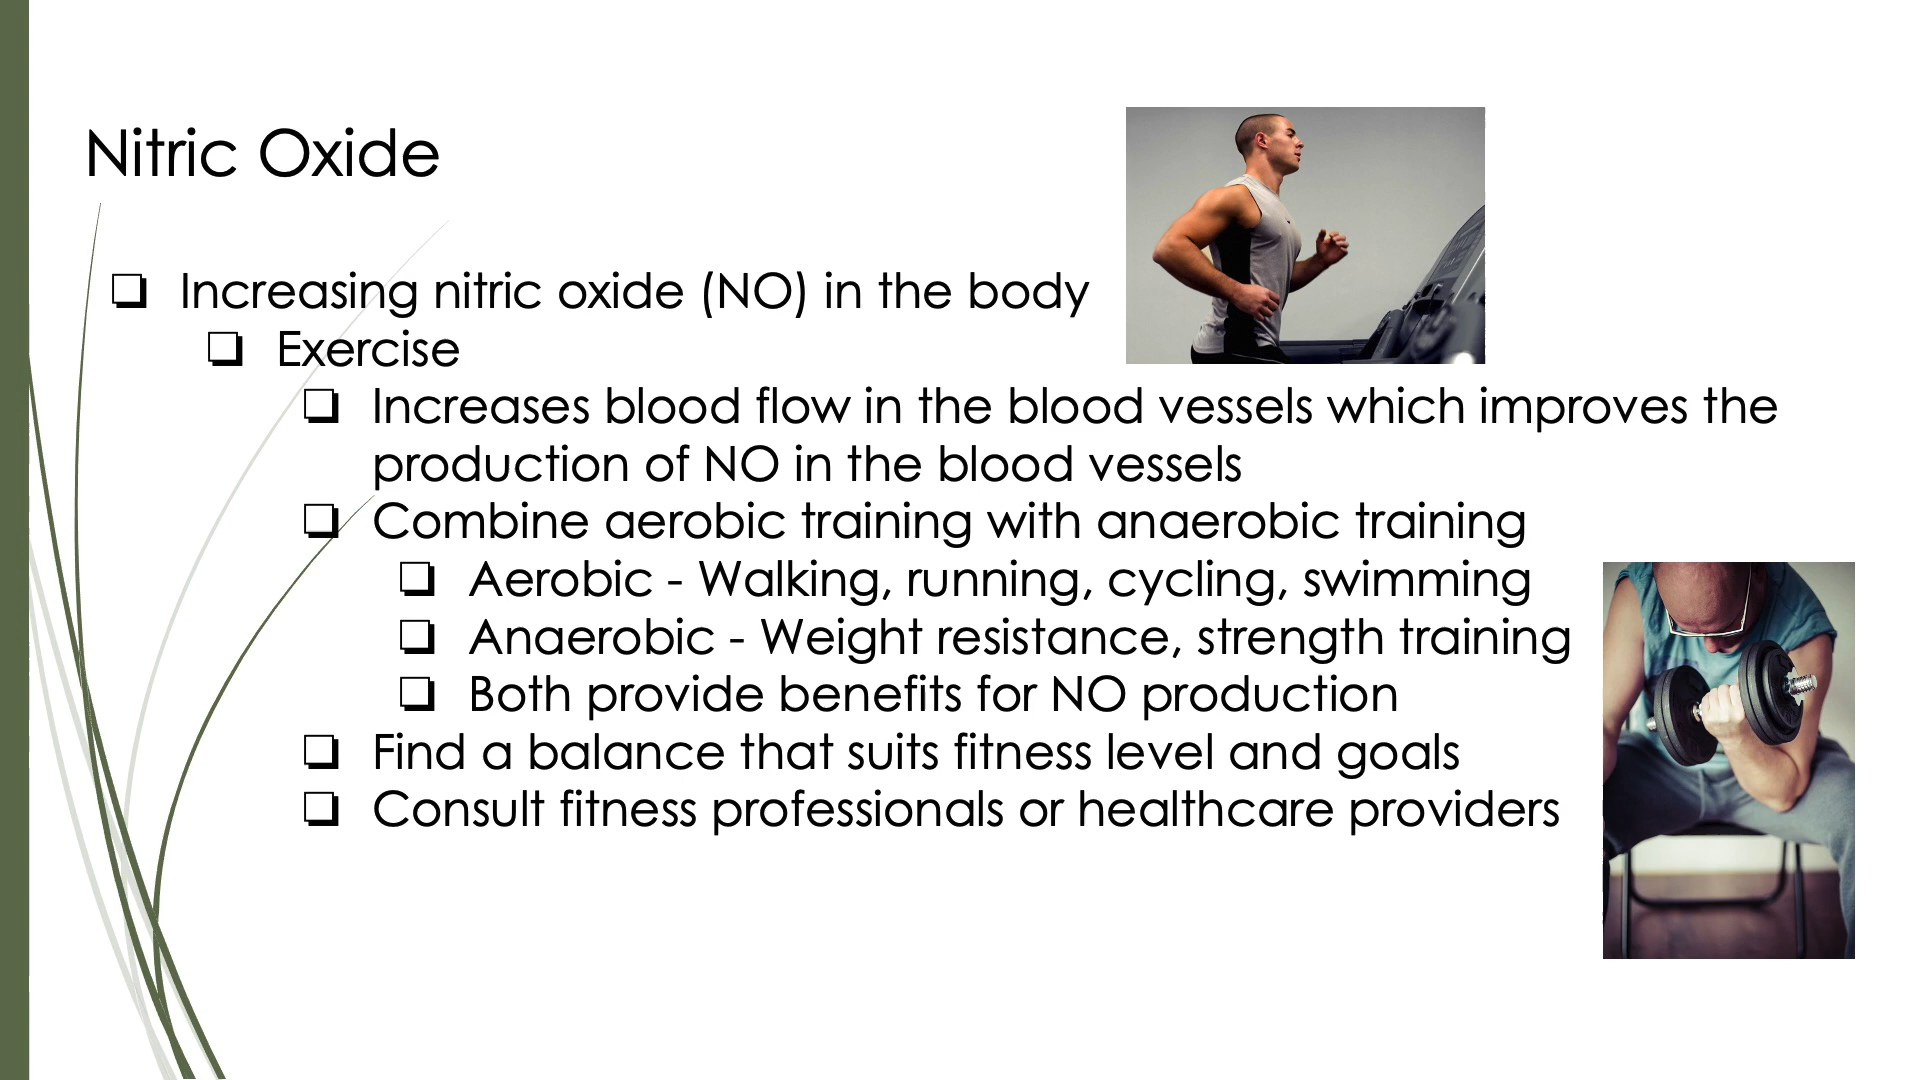 Nitric Oxide
❏ Increasing nitric oxide (NO) in the body
❏ Exercise
❏ Increases blood flow in the blood vessels which improves the
production of NO in the blood vessels
❏ Combine aerobic training with anaerobic training
❏ Aerobic - Walking, running, cycling, swimming
❏ Anaerobic - Weight resistance, strength training
❏ Both provide benefits for NO production
❏ Find a balance that suits fitness level and goals
❏ Consult fitness professionals or healthcare providers